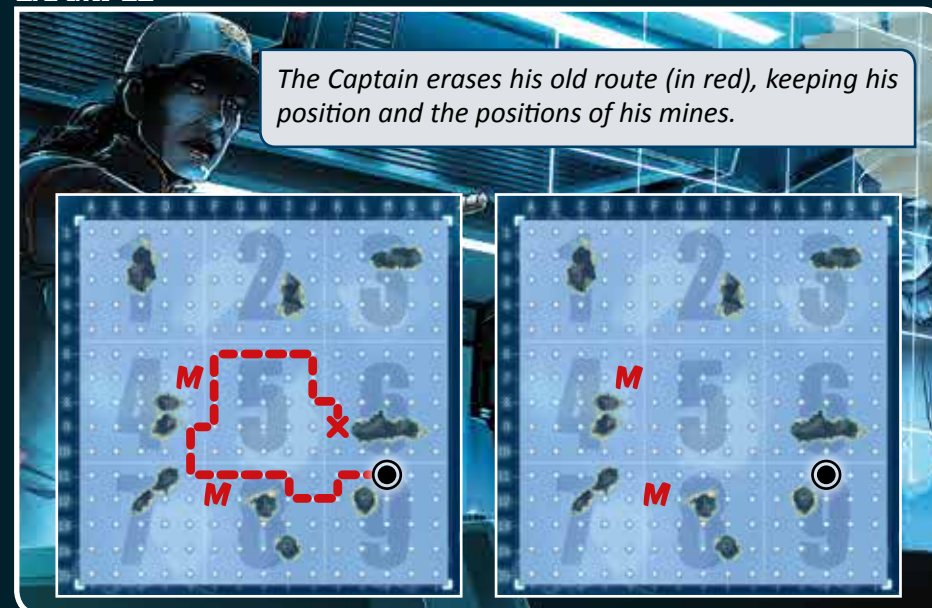 The Captain erases his old route (in red), keeping his
position and the positions of his mines.
1 2 3
4 5 6
7 8 9
M
M
1 2 3
4 5 6
7 8 9
M
M